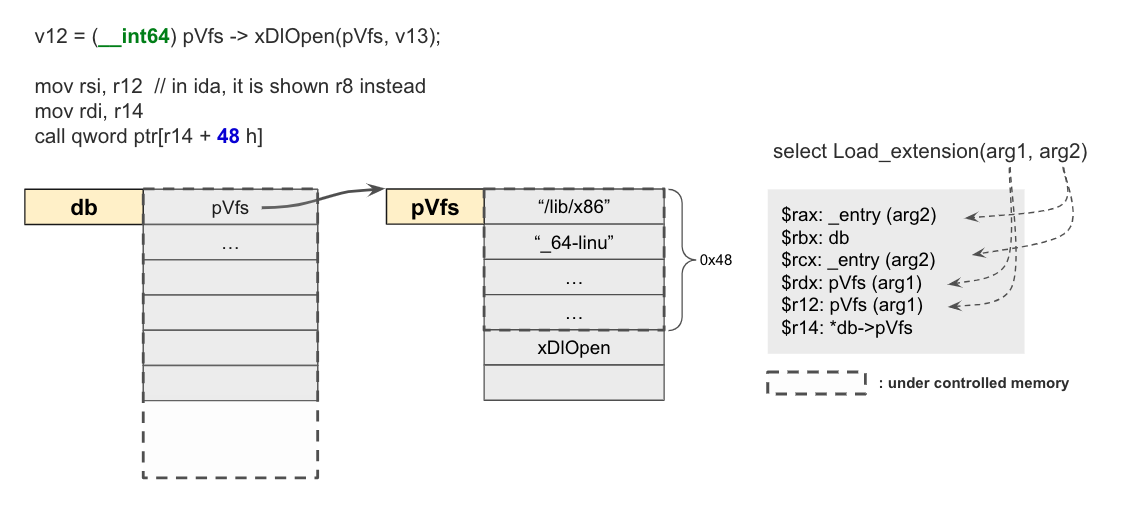 v12 = (__int64) pVfs -> xDlOpen(pVfs, v13);
mov rsi, r12 // in ida, it is shown r8 instead
mov rdi, r14
call qword ptr[r14 + 48 h]
select Load_extension(arg1, arg2)
db
pVfs
…
pVfs
“/lib/x86”
“_64-linu”
…
…
xDlOpen
0x48
$rax: _entry (arg2)
$rbx: db
$rcx: _entry (arg2)
$rdx: pVfs (arg1)
$r12: pVfs (arg1)
$r14: *db->pVfs
: under controlled memory